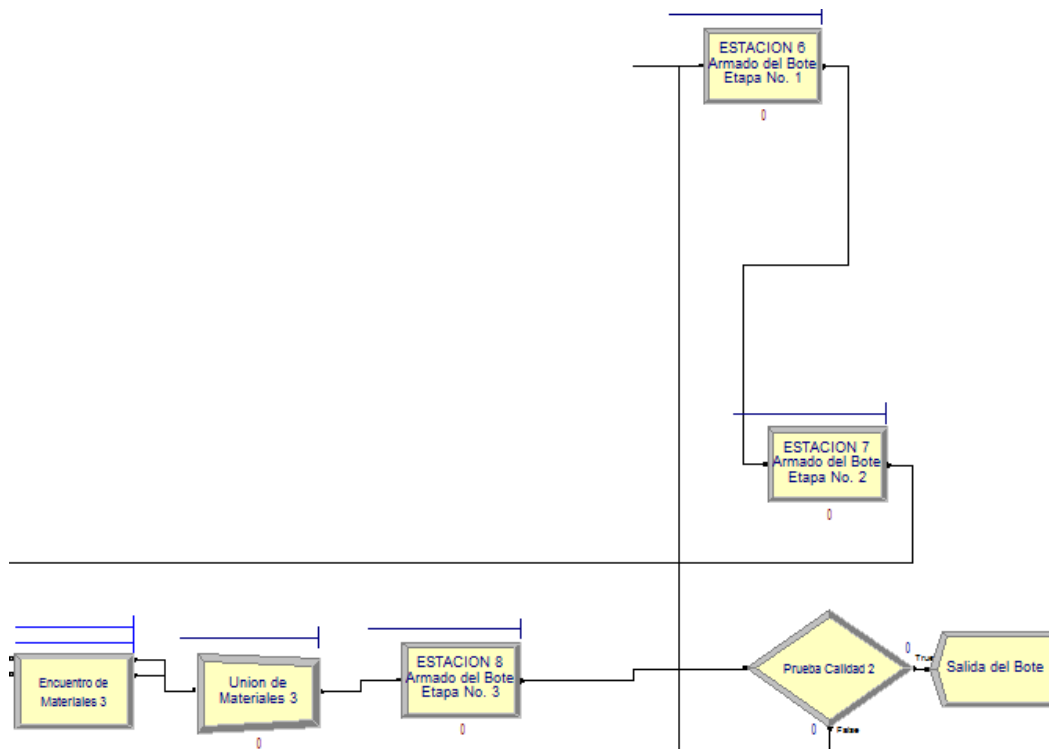 ESTACION 6
Armado del Bote
Etapa No. 1
0
ESTACION 7
Armado del Bote
Etapa No. 2
0
Encuentro de
Materiales 3
Union de
Materiales 3
0
ESTACION 8
Armado del Bote
Etapa No. 3
0
Prueba Calidad 2
0
True
0
False
Salida del Bote